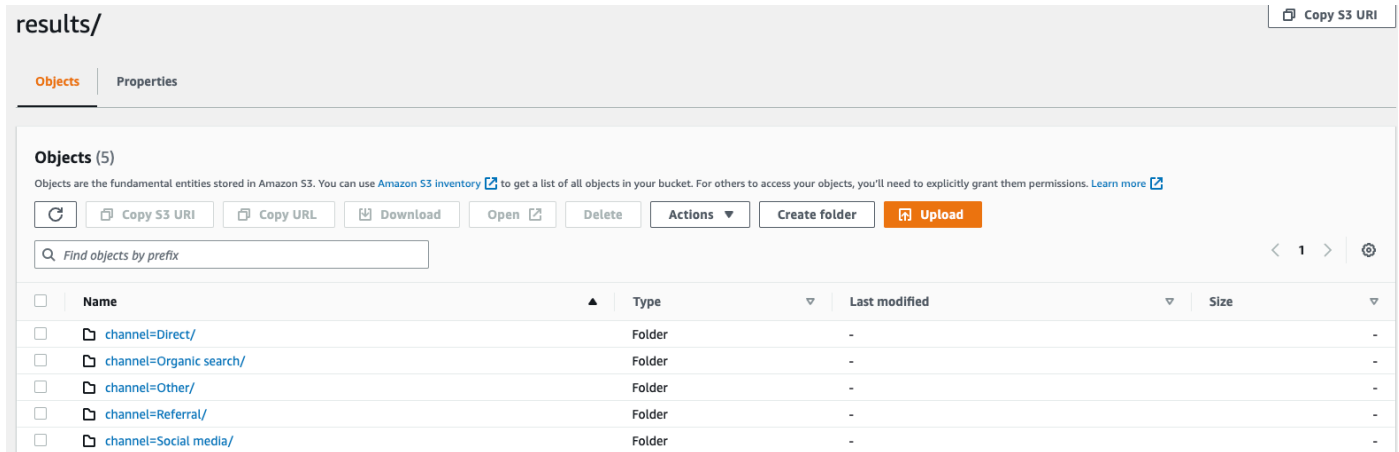 results/
Copy S3 URI
Objects Properties
Objects (5)
Objects are the fundamental entities stored in Amazon S3. You can use Amazon S3 inventory to get a list of all objects in your bucket. For others to access your objects, you'll need to explicitly grant them permissions. Learn more
Copy S3 URI Copy URL Download Open Delete Actions Create folder Upload
Find objects by prefix
1
Name Type Last modified Size
channel=Direct/ Folder - -
channel=Organic search/ Folder - -
channel=Other/ Folder - -
channel=Referral/ Folder - -
channel=Social media/ Folder - -